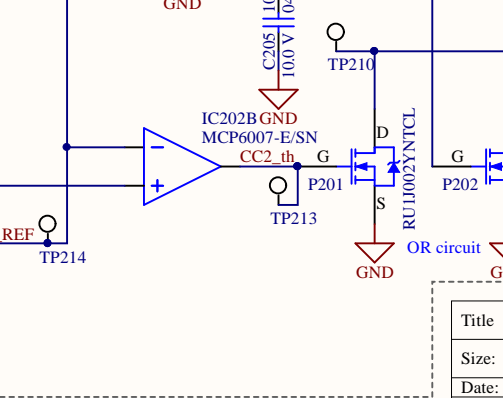 GND
C205
10.0 V
TP210
IC202B
GND
MCP6007-E/SN
CC2_th
G
D
S
P201
RU1J002YNTCL
G
P202
TP213
_REF
TP214
GND
OR circuit
Title
Size:
Date: